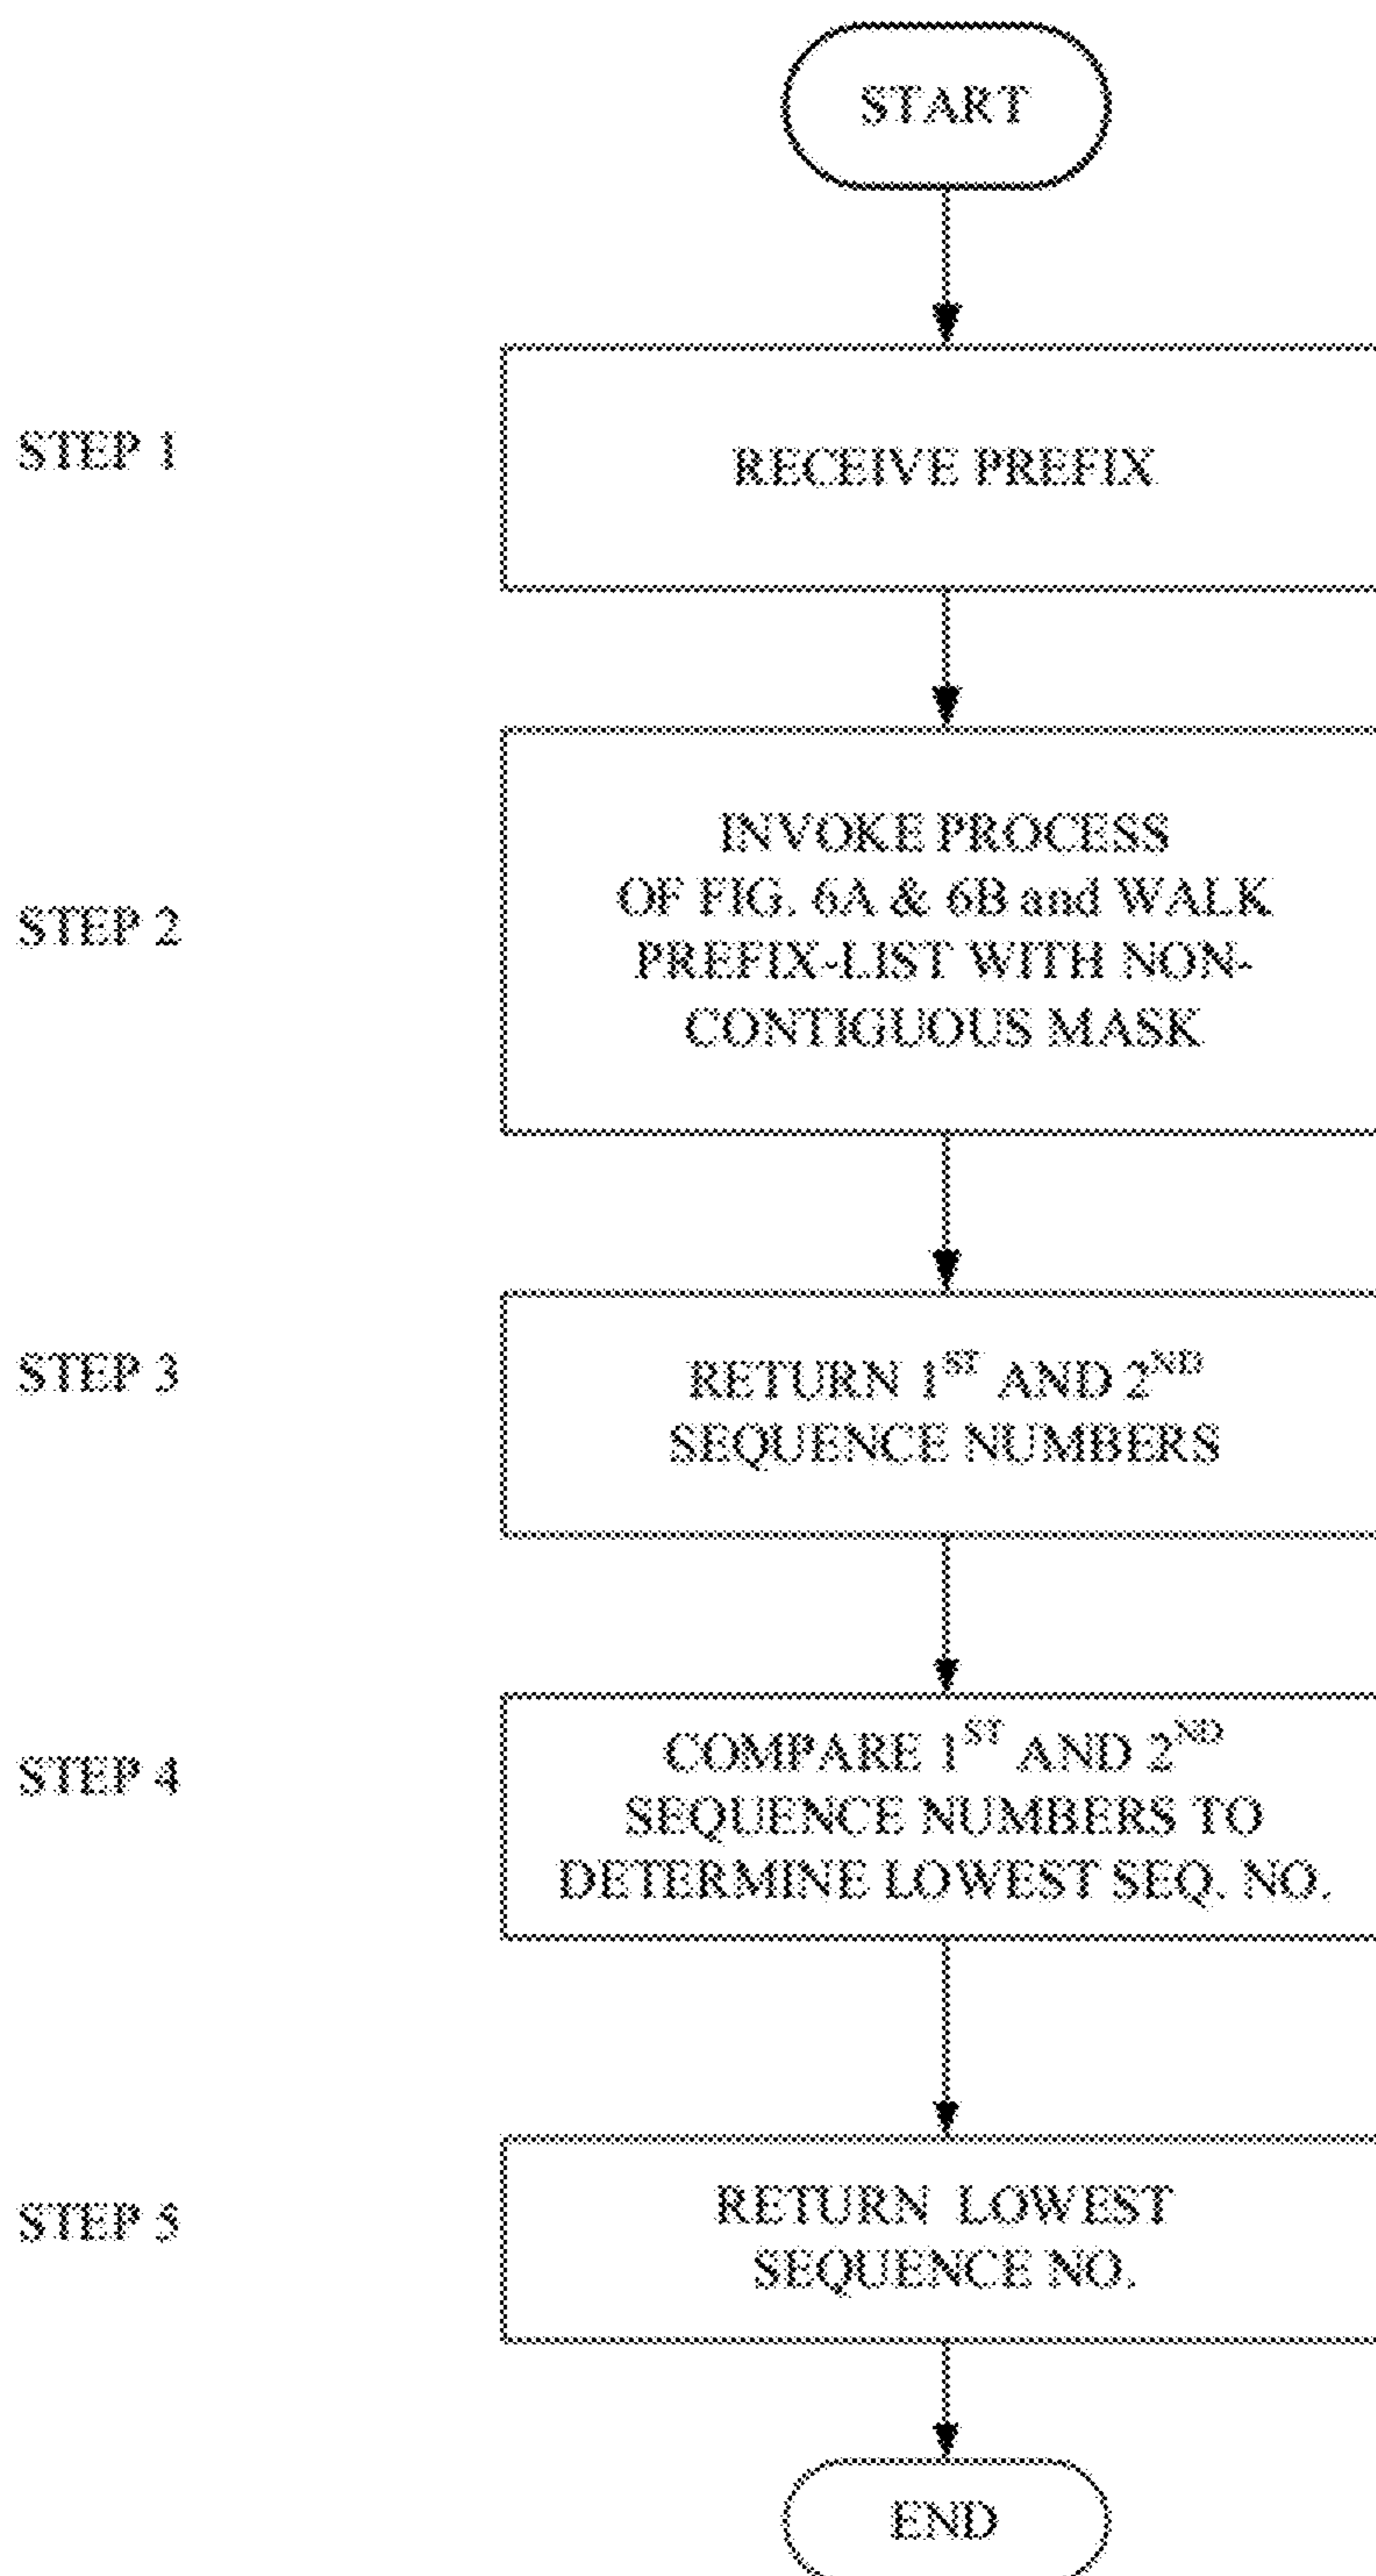 START
STEP 1
RECEIVE PREFIX
STEP 2
INVOKE PROCESS
OF FIG. 6A & 6B and WALK
PREFIX-LIST WITH NON-
CONTIGUOUS MASK
STEP 3
RETURN 1ST AND 2ND
SEQUENCE NUMBERS
STEP 4
COMPARE 1ST AND 2ND
SEQUENCE NUMBERS TO
DETERMINE LOWEST SEQ. NO.
STEP 5
RETURN LOWEST
SEQUENCE NO.
END